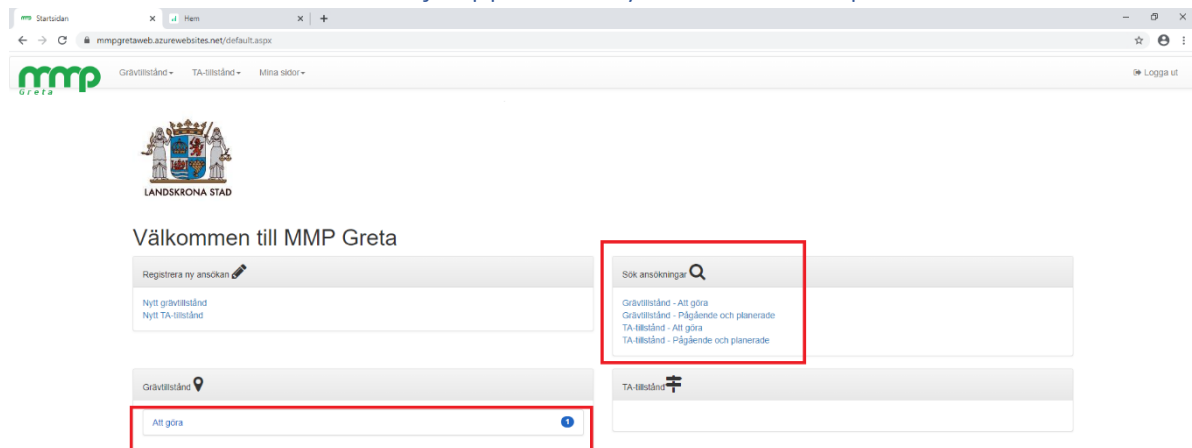 Startsidan
Hem
mmpgretaweb.azurewebsites.net/default.aspx
mmp
Greta
Grävtillstånd
TA-tillstånd
Mina sidor
Logga ut
LANDSKRONA STAD
Välkommen till MMP Greta
Registrera ny ansökan
Nytt grävtillstånd
Nytt TA-tillstånd
Sök ansökningar
Grävtillstånd - Att göra
Grävtillstånd - Pågående och planerade
TA-tillstånd - Att göra
TA-tillstånd - Pågående och planerade
Grävtillstånd
Att göra
1
TA-tillstånd